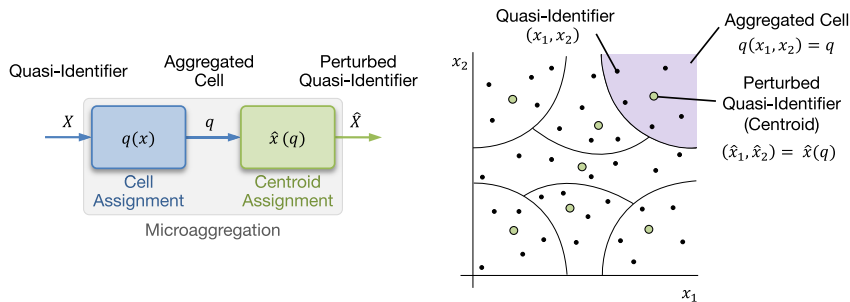 Quasi-Identifier
Aggregated
Cell
Perturbed
Quasi-Identifier
X
q(x)
q
x̂(q)
X̂
Cell
Assignment
Centroid
Assignment
Microaggregation
Quasi-Identifier
(x₁, x₂)
Aggregated Cell
q(x₁, x₂) = q
x₂
Perturbed
Quasi-Identifier
(Centroid)
(x̂₁, x̂₂) = x̂(q)
x₁